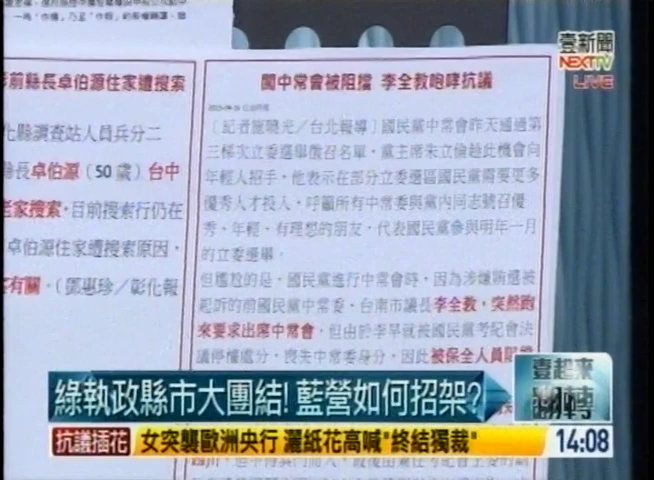 壹新聞
NEXTTV
LIVE
前縣長卓伯源住家遭搜索
化縣調查站人員兵分二
縣長卓伯源（50歲）台中
老家搜索。目前搜索行仍在
卓伯源住家遭搜索原因，
有關。（鄧惠珍／彰化報
闖中常會被阻擋 李全教咆哮抗議
台北報導〕國民黨中常會昨天通過第
三梯次立委選舉徵召名單，黨主席朱立倫趁此機會向
年輕人招手，他表示在部分立委選區國民黨需要更多
優秀人才投入，呼籲所有中常委與黨內同志號召優
秀、年輕、有理想的朋友，代表國民黨參與明年一月
的立委選舉。
但尷尬的是，國民黨進行中常會時，因為涉嫌賄選被
起訴的前國民黨中常委、台南市議長李全教，突然跑
來要求出席中常會，但由於李早就被國民黨考紀會決
議停權處分，喪失中常委身分，因此被保全人員阻擋
綠執政縣市大團結! 藍營如何招架?
壹起來
翻轉
抗議插花
女突襲歐洲央行 灑紙花高喊"終結獨裁"
14:08